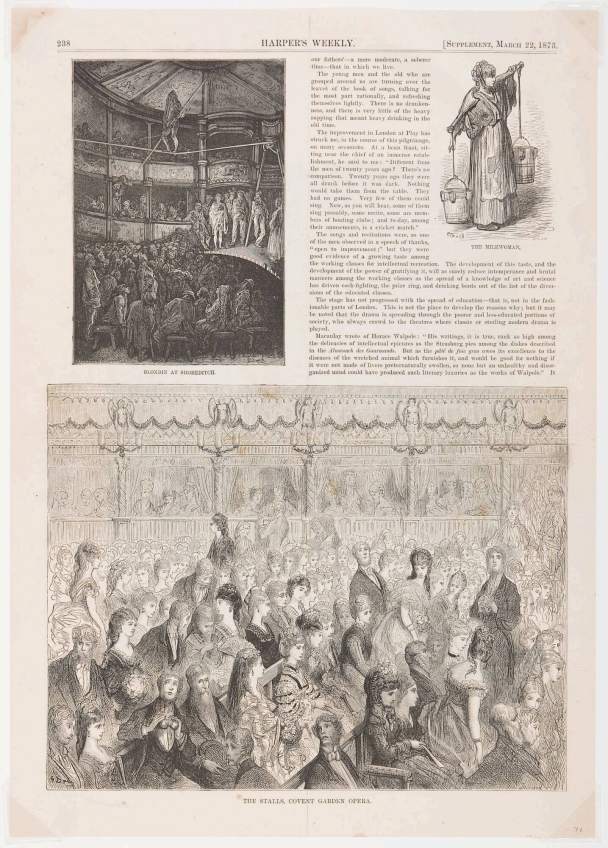 238
HARPER'S WEEKLY.
[SUPPLEMENT, MARCH 22, 1873.
our fathers'—a more moderate, a soberer
time—that in which we live.
The young men and the old who are
grouped around us are turning over the
leaves of the book of songs, talking for
the most part rationally, and refreshing
themselves lightly. There is no drunken-
ness, and there is very little of the heavy
supping that meant heavy drinking in the
old time.
The improvement in London at Play has
struck me, in the course of this pilgrimage,
on many occasions. At a bean feast, sit-
ting near the chief of an immense estab-
lishment, he said to me: "Different from
the men of twenty years ago! There's no
comparison. Twenty years ago they were
all drunk before it was dark. Nothing
would take them from the table. They
had no games. Very few of them could
sing. Now, as you will hear, some of them
sing passably, some recite, some are mem-
bers of boating clubs; and to-day, among
their amusements, is a cricket match."
The songs and recitations were, as one
of the men observed in a speech of thanks,
"open to improvement;" but they were
good evidence of a growing taste among
the working classes for intellectual recreation. The development of this taste, and the
development of the power of gratifying it, will as surely reduce intemperance and brutal
manners among the working classes as the spread of a knowledge of art and science
has driven cock-fighting, the prize ring, and drinking bouts out of the list of the diver-
sions of the educated classes.
The stage has not progressed with the spread of education—that is, not in the fash-
ionable parts of London. This is not the place to develop the reasons why; but it may
be noted that the drama is spreading through the poorer and less-educated portions of
society, who always crowd to the theatres where classic or sterling modern drama is
played.
Macaulay wrote of Horace Walpole: "His writings, it is true, rank as high among
the delicacies of intellectual epicures as the Strasburg pies among the dishes described
in the Almanach des Gourmands. But as the pâté de foie gras owes its excellence to the
diseases of the wretched animal which furnishes it, and would be good for nothing if
it were not made of livers preternaturally swollen, so none but an unhealthy and disor-
ganized mind could have produced such literary luxuries as the works of Walpole." It
THE MILKWOMAN.
BLONDIN AT SHOREDITCH.
THE STALLS, COVENT GARDEN OPERA.